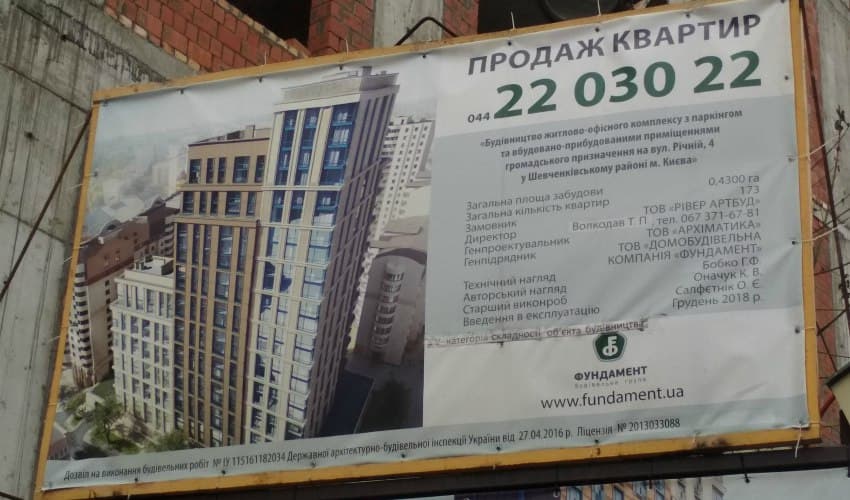 ПРОДАЖ КВАРТИР
044 22 030 22
«Будівництво житлово-офісного комплексу з паркінгом
та вбудовано-прибудованими приміщеннями
громадського призначення на вул. Річній, 4
у Шевченківському районі м. Києва»
Загальна площа забудови 0,4300 га
Загальна кількість квартир 173
Замовник ТОВ «РІВЕР АРТБУД»
Директор Волкодав Т. П., тел. 067 371-67-81
Генпроектувальник ТОВ «АРХІМАТИКА»
Генпідрядник ТОВ «ДОМОБУДІВЕЛЬНА
КОМПАНІЯ «ФУНДАМЕНТ»
Технічний нагляд Бобко Г.Ф.
Авторський нагляд Оначук К. В.
Старший виконроб Салфєтнік О. Є.
Введення в експлуатацію Грудень 2018 р.
категорія складності об'єкта будівництва
ФУНДАМЕНТ
будівельна група
www.fundament.ua
Дозвіл на виконання будівельних робіт № ІУ 115161182034 Державної архітектурно-будівельної інспекції України від 27.04.2016 р. Ліцензія № 2013033088